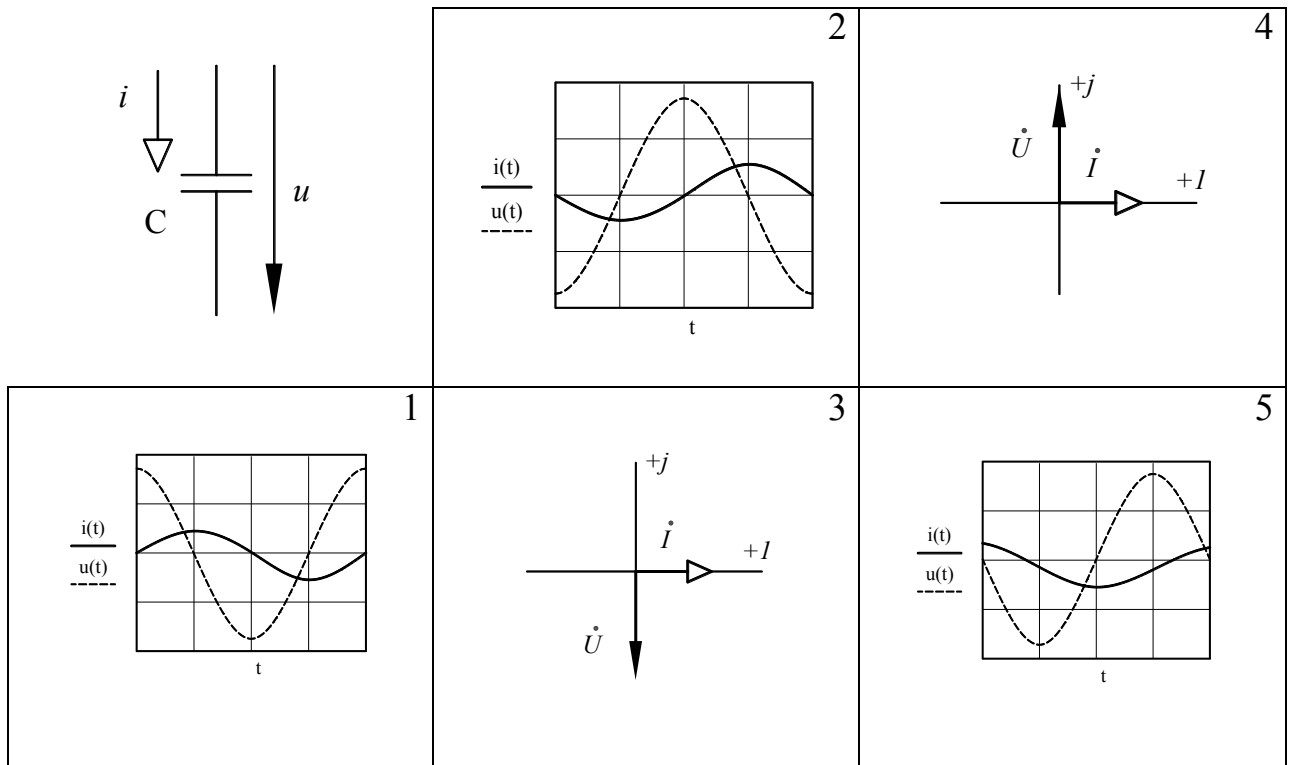 i
C
u
2
i(t)
u(t)
t
4
+j
U̇
İ
+1
1
i(t)
u(t)
t
3
+j
İ
+1
U̇
5
i(t)
u(t)
t